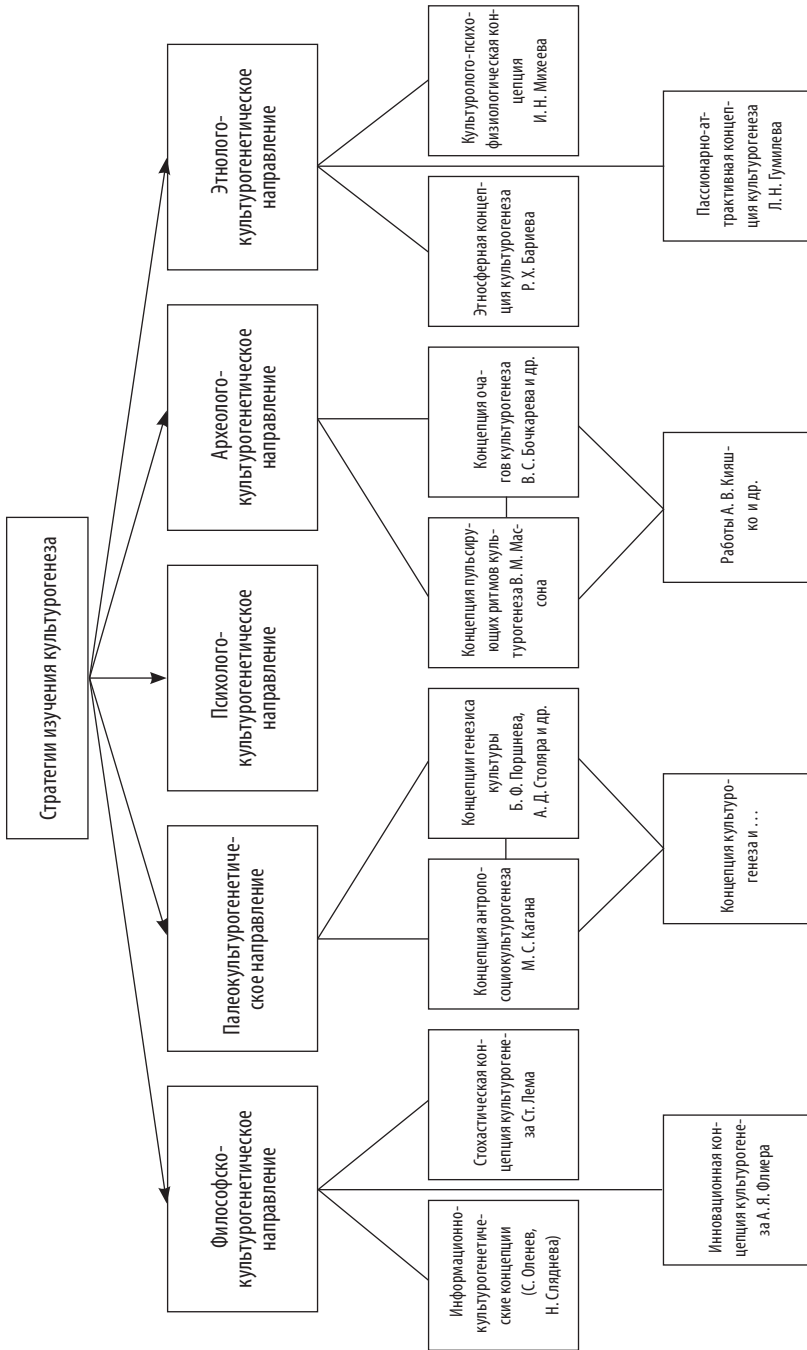 Стратегии изучения культурогенеза
Философско-
культурогенетическое
направление
Палеокультурогенетиче-
ское направление
Психолого-
культурогенетическое
направление
Археолого-
культурогенетическое
направление
Этнолого-
культурогенетическое
направление
Информационно-
культурогенетиче-
ские концепции
(С. Оленев,
Н. Сляднева)
Стохастическая кон-
цепция культурогене-
за Ст. Лема
Концепция антропо-
социокультурогенеза
М. С. Кагана
Концепции генезиса
культуры
Б. Ф. Поршнева,
А. Д. Столяра и др.
Концепция пульсиру-
ющих ритмов куль-
турогенеза В. М. Мас-
сона
Концепция оча-
гов культурогенеза
В. С. Бочкарева и др.
Этносферная концеп-
ция культурогенеза
Р. Х. Бариева
Культуролого-психо-
физиологическая кон-
цепция
И. Н. Михеева
Инновационная кон-
цепция культурогене-
за А. Я. Флиера
Концепция культуро-
генеза и ...
Работы А. В. Кияш-
ко и др.
Пассионарно-ат-
трактивная концеп-
ция культурогенеза
Л. Н. Гумилева